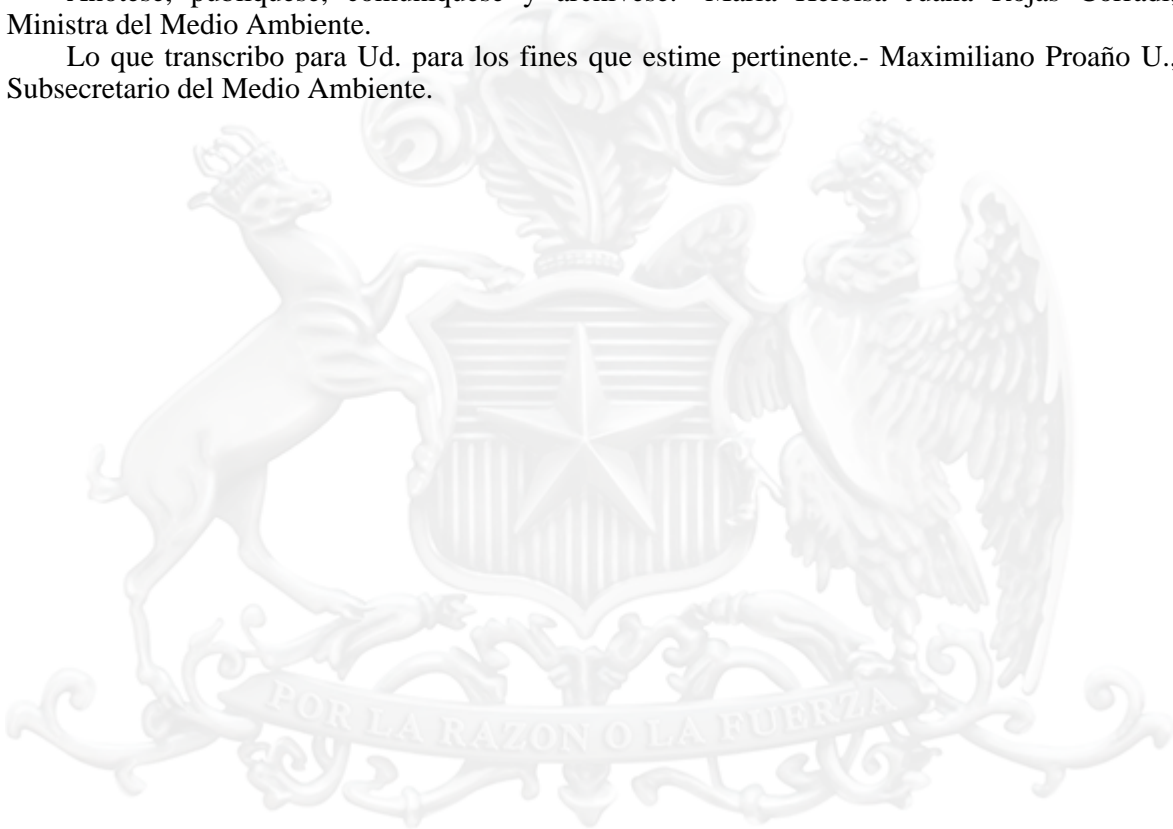 Ministra del Medio Ambiente.
Lo que transcribo para Ud. para los fines que estime pertinente.- Maximiliano Proaño U.,
Subsecretario del Medio Ambiente.
POR LA RAZON O LA FUERZA